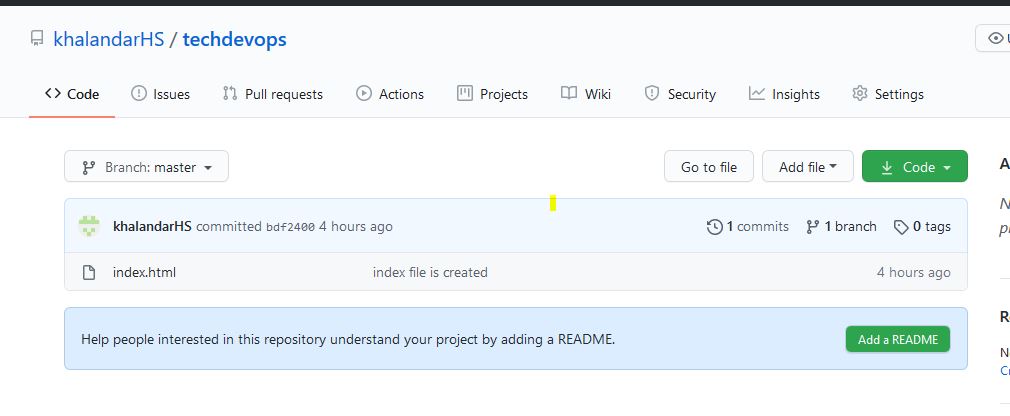 khalandarHS / techdevops
Code Issues Pull requests Actions Projects Wiki Security Insights Settings
Branch: master Go to file Add file Code
khalandarHS committed bdf2400 4 hours ago 1 commits 1 branch 0 tags
index.html index file is created 4 hours ago
Help people interested in this repository understand your project by adding a README. Add a README